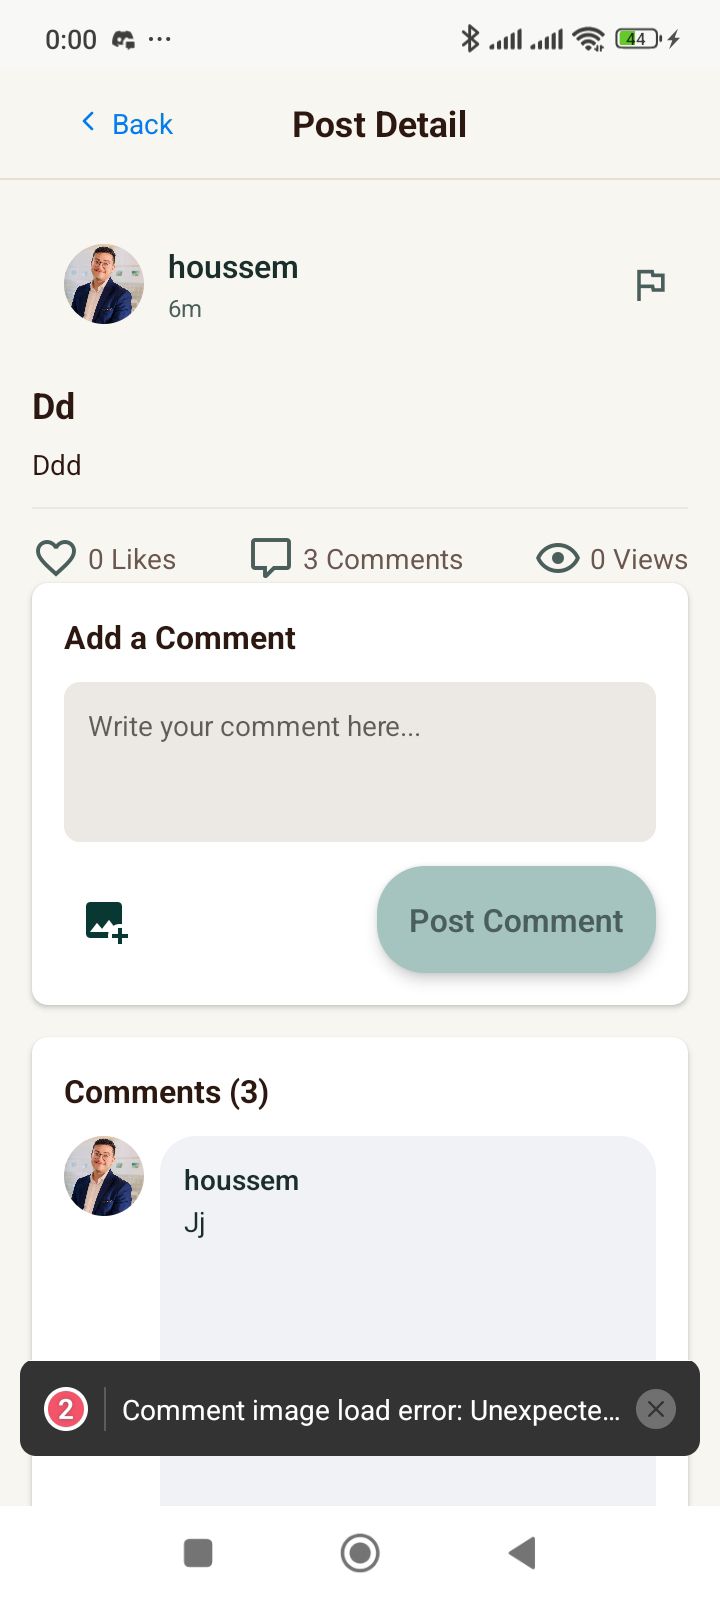 0:00
44
Back
Post Detail
houssem
6m
Dd
Ddd
0 Likes
3 Comments
0 Views
Add a Comment
Write your comment here...
Post Comment
Comments (3)
houssem
Jj
2
Comment image load error: Unexpecte...